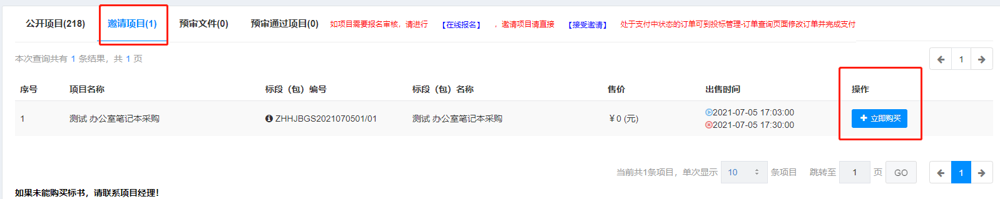 公开项目(218) 邀请项目(1) 预审文件(0) 预审通过项目(0) 如项目需要报名审核，请进行 【在线报名】 ，邀请项目请直接 【接受邀请】 处于支付中状态的订单可到投标管理-订单查询页面修改订单并完成支付
本次查询共有 1 条结果，共 1 页 1
序号 项目名称 标段（包）编号 标段（包）名称 售价 出售时间 操作
1 测试 办公室笔记本采购 ZHHJBGS2021070501/01 测试 办公室笔记本采购 ￥0 (元) 2021-07-05 17:03:00 立即购买
2021-07-05 17:30:00
当前共1条项目，单次显示 10 条项目 跳转至 1 页 GO 1
如果未能购买标书，请联系项目经理！